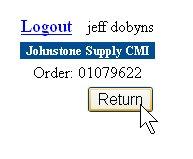 Logout jeff dobyns
Johnstone Supply CMI
Order: 01079622
Return